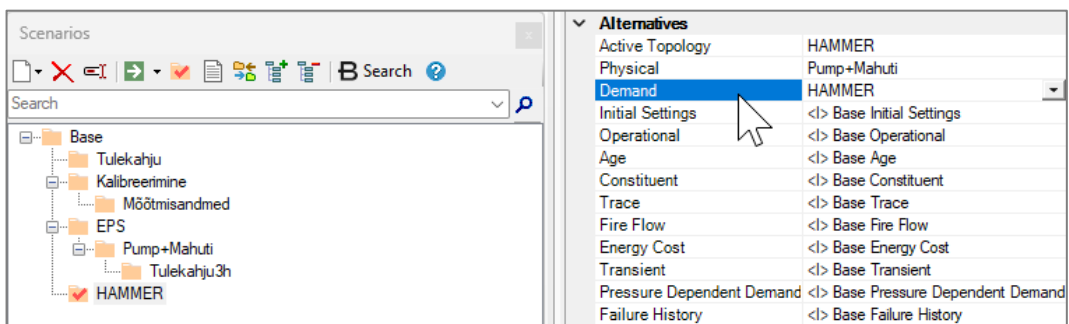 Scenarios
Search
Search
Base
Tulekahju
Kalibreerimine
Mõõtmisandmed
EPS
Pump+Mahuti
Tulekahju3h
HAMMER
Alternatives
Active Topology HAMMER
Physical Pump+Mahuti
Demand HAMMER
Initial Settings <I> Base Initial Settings
Operational <I> Base Operational
Age <I> Base Age
Constituent <I> Base Constituent
Trace <I> Base Trace
Fire Flow <I> Base Fire Flow
Energy Cost <I> Base Energy Cost
Transient <I> Base Transient
Pressure Dependent Demand <I> Base Pressure Dependent Demand
Failure History <I> Base Failure History